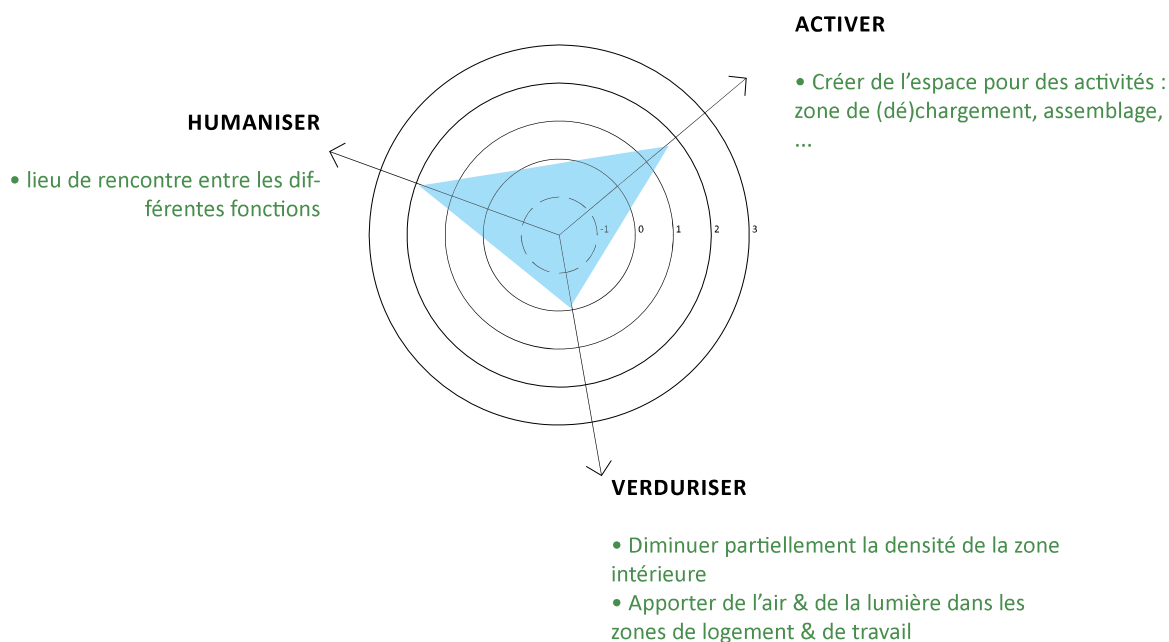 ACTIVER
• Créer de l’espace pour des activités :
zone de (dé)chargement, assemblage,
...
HUMANISER
• lieu de rencontre entre les dif-
férentes fonctions
-1 0 1 2 3
VERDURISER
• Diminuer partiellement la densité de la zone
intérieure
• Apporter de l’air & de la lumière dans les
zones de logement & de travail